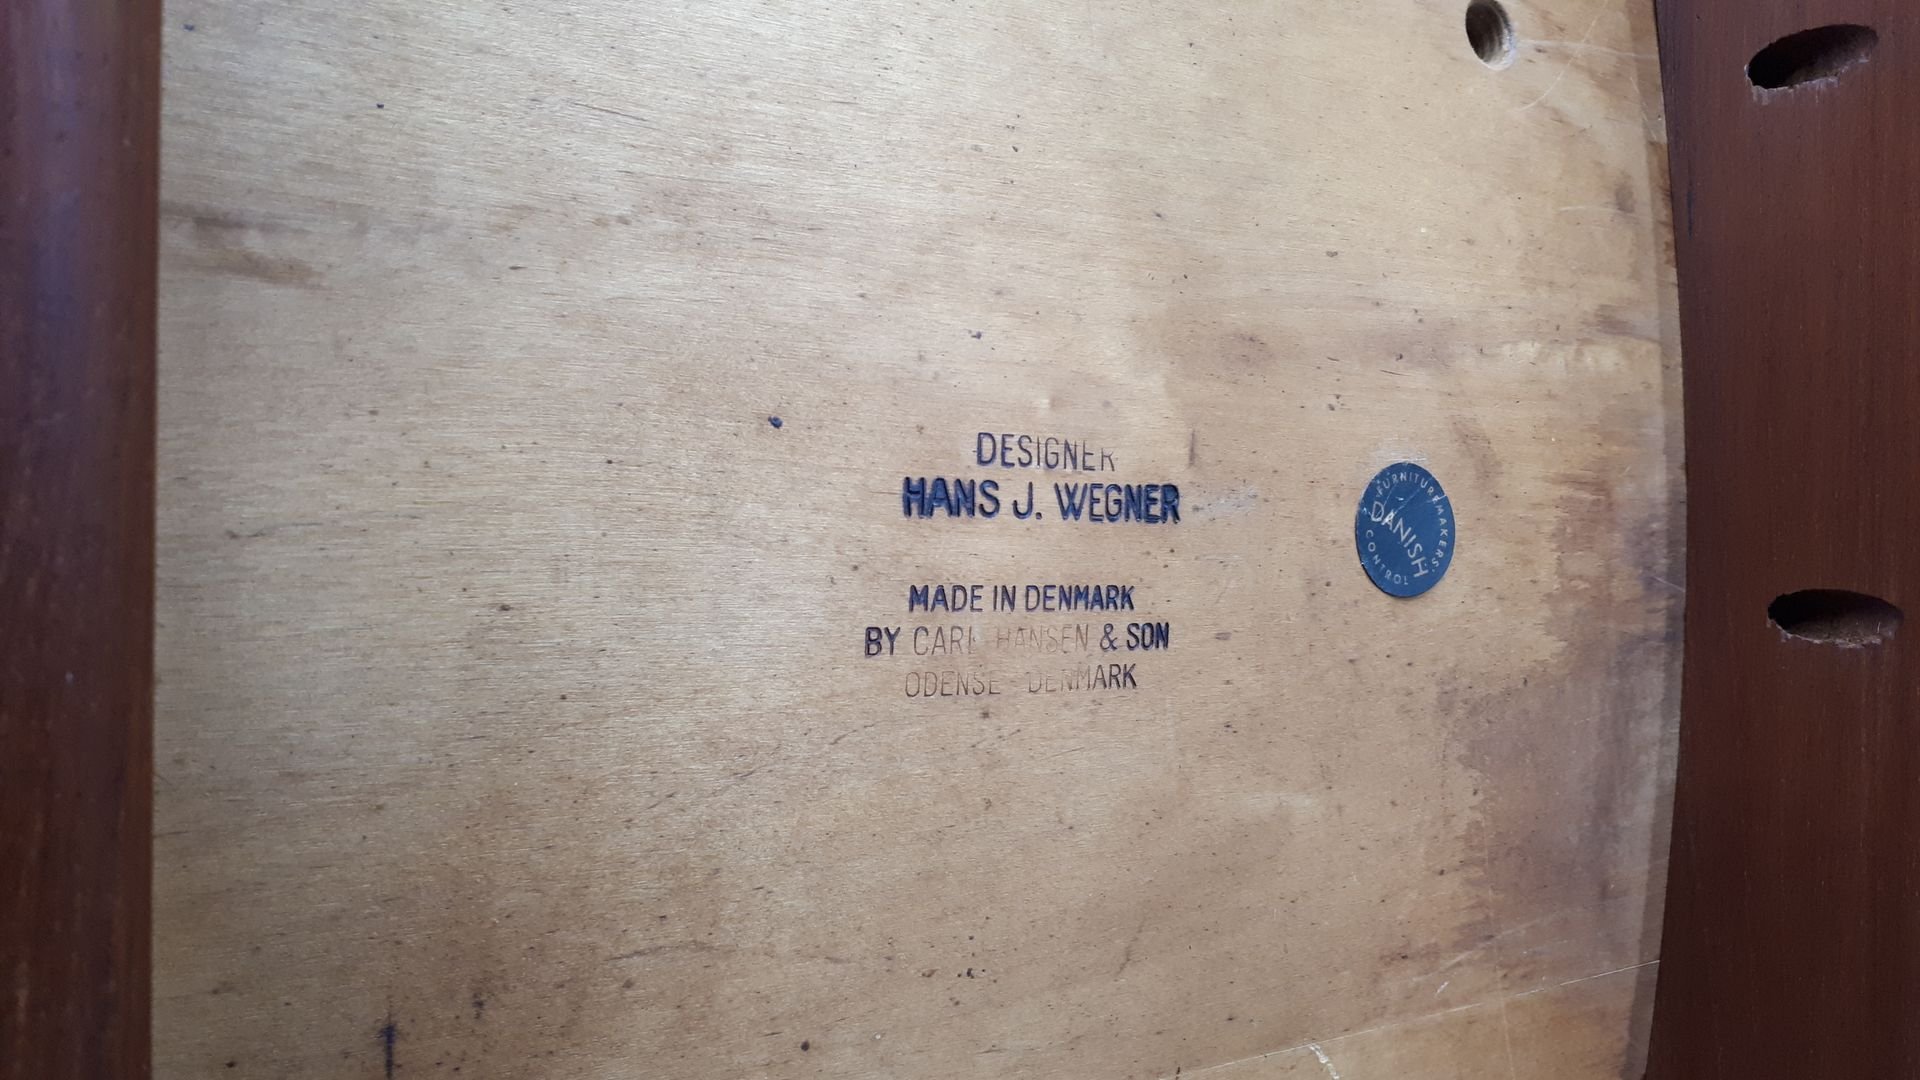 DESIGNER
HANS J. WEGNER
MADE IN DENMARK
BY CARL HANSEN & SON
ODENSE - DENMARK
FURNITUREMAKERS'
DANISH
CONTROL